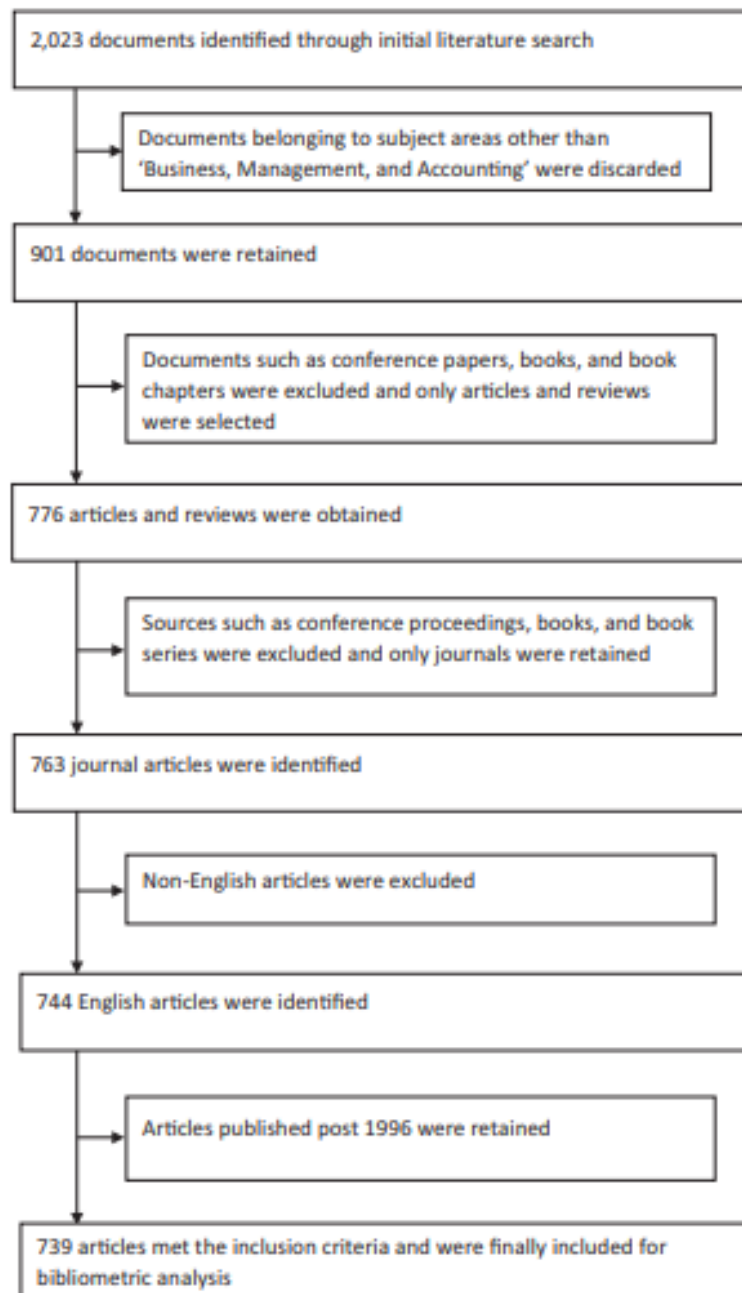 2,023 documents identified through initial literature search
Documents belonging to subject areas other than
‘Business, Management, and Accounting’ were discarded
901 documents were retained
Documents such as conference papers, books, and book
chapters were excluded and only articles and reviews
were selected
776 articles and reviews were obtained
Sources such as conference proceedings, books, and book
series were excluded and only journals were retained
763 journal articles were identified
Non-English articles were excluded
744 English articles were identified
Articles published post 1996 were retained
739 articles met the inclusion criteria and were finally included for
bibliometric analysis